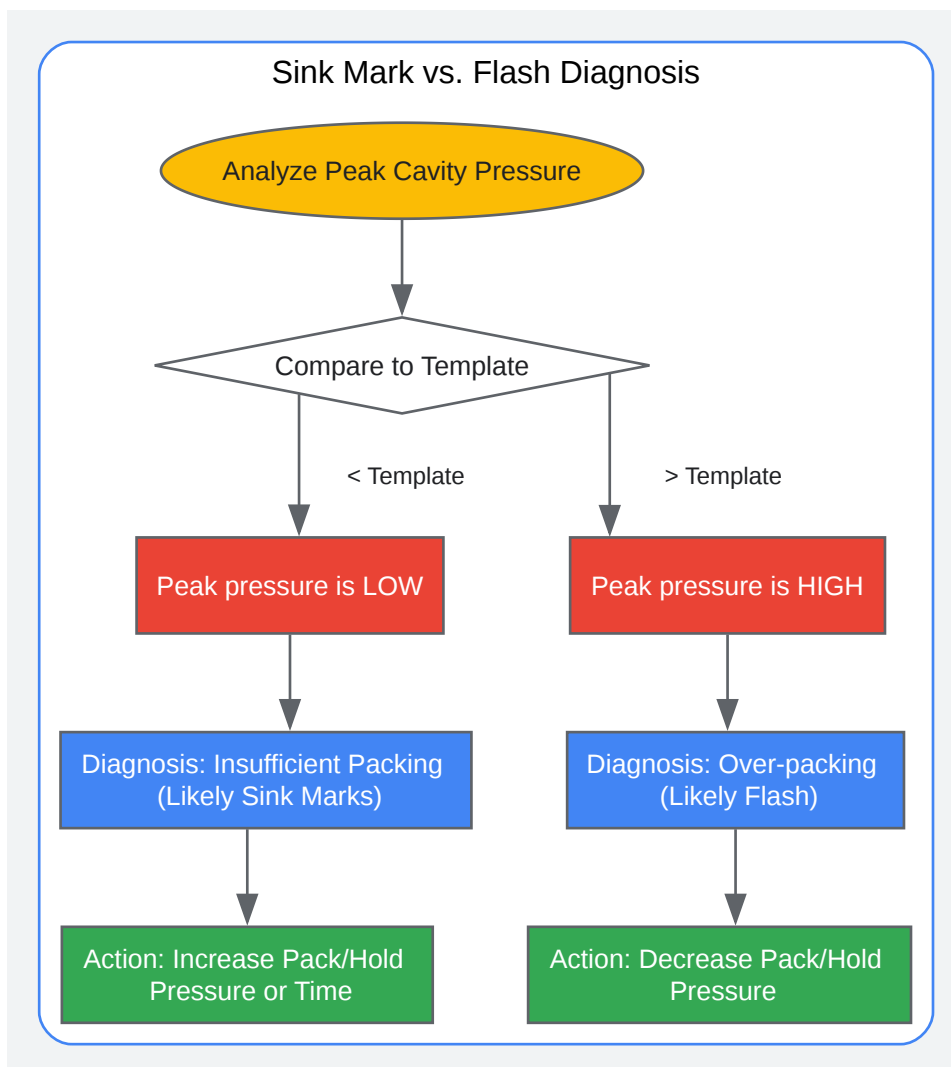 Sink Mark vs. Flash Diagnosis
Analyze Peak Cavity Pressure
Compare to Template
< Template
> Template
Peak pressure is LOW
Peak pressure is HIGH
Diagnosis: Insufficient Packing
(Likely Sink Marks)
Diagnosis: Over-packing
(Likely Flash)
Action: Increase Pack/Hold
Pressure or Time
Action: Decrease Pack/Hold
Pressure